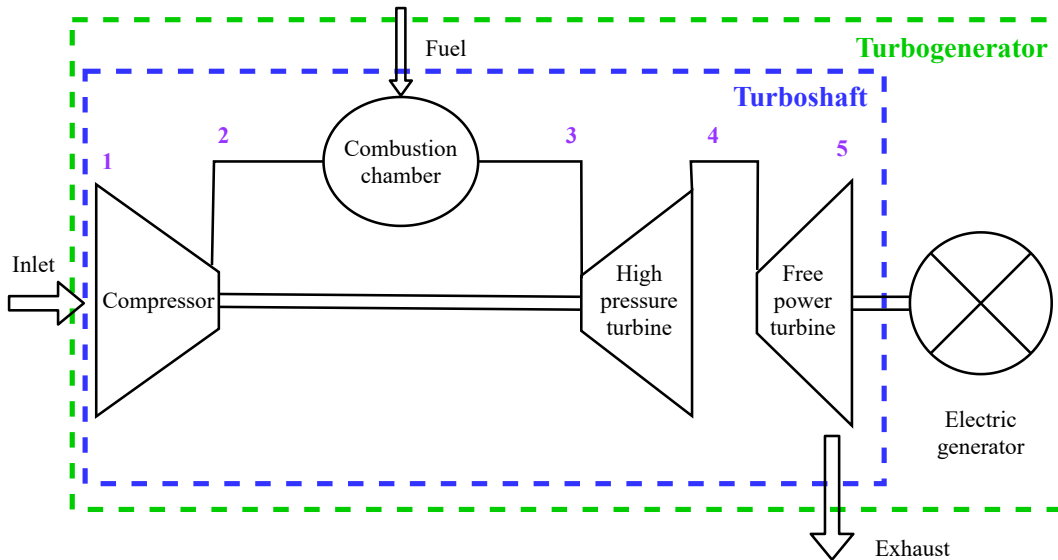 Fuel
Turbogenerator
Turboshaft
1
2
Combustion
chamber
3
4
5
Inlet
Compressor
High
pressure
turbine
Free
power
turbine
Electric
generator
Exhaust